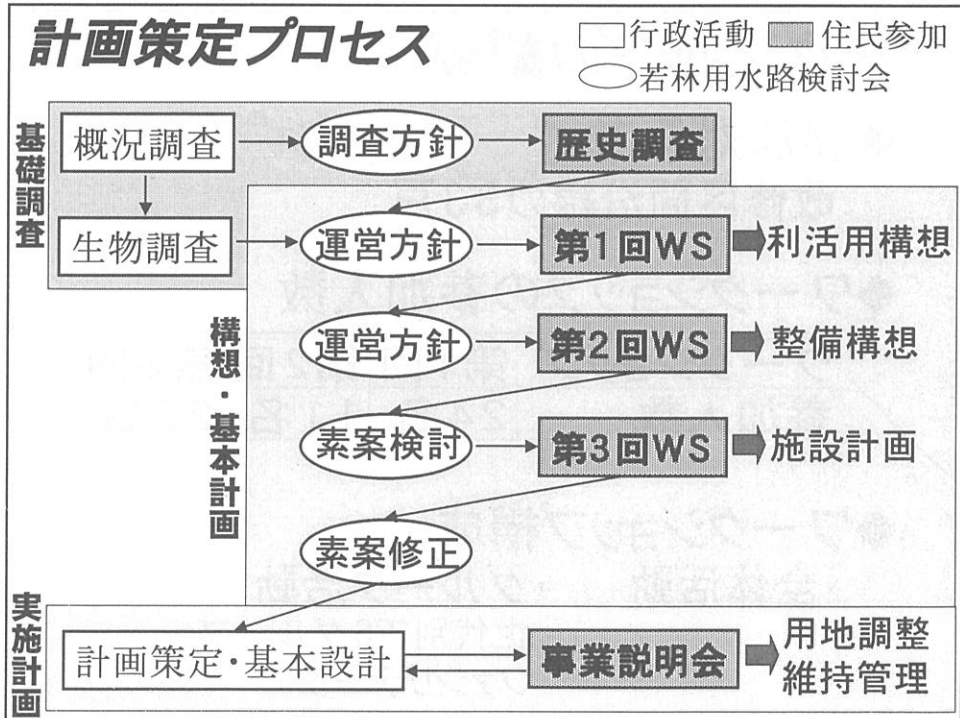 計画策定プロセス
行政活動 住民参加
若林用水路検討会
基礎調査
概況調査
調査方針
歴史調査
生物調査
運営方針
第1回WS
利活用構想
構想・基本計画
運営方針
第2回WS
整備構想
素案検討
第3回WS
施設計画
素案修正
実施計画
計画策定・基本設計
事業説明会
用地調整
維持管理